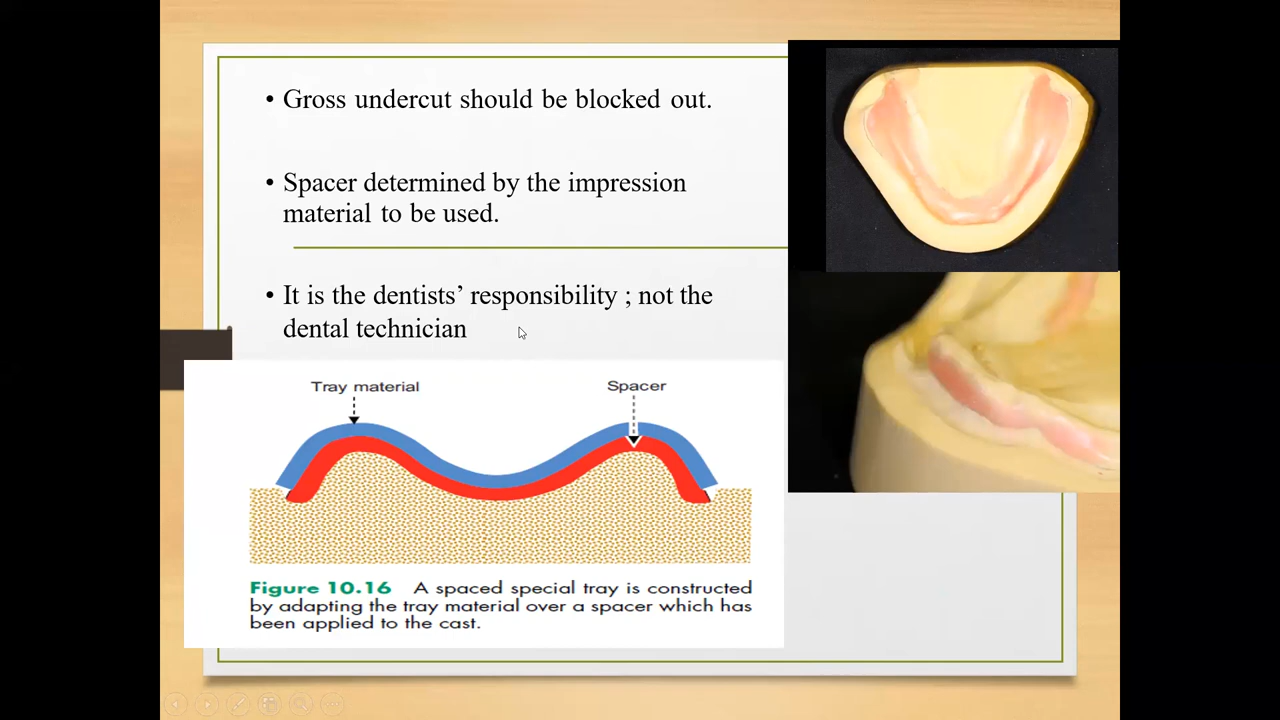 • Gross undercut should be blocked out.
• Spacer determined by the impression
material to be used.
• It is the dentists’ responsibility ; not the
dental technician
Tray material
Spacer
Figure 10.16 A spaced special tray is constructed
by adapting the tray material over a spacer which has
been applied to the cast.